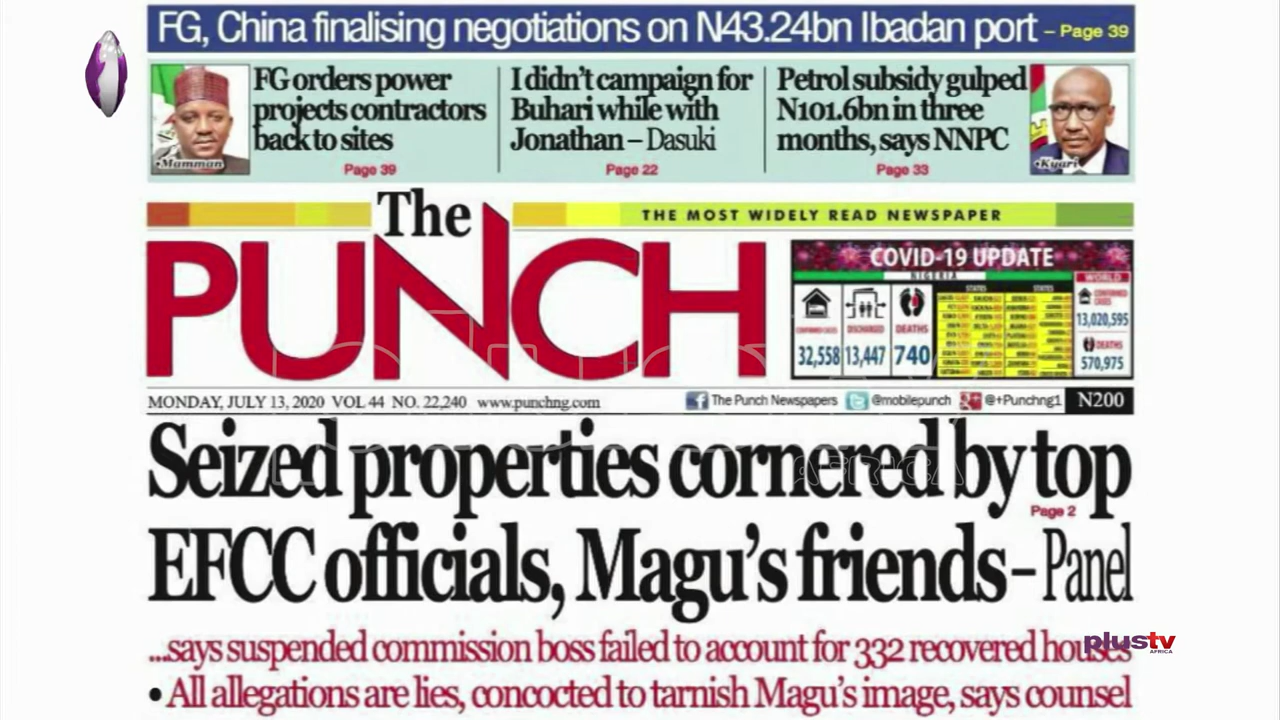 FG, China finalising negotiations on N43.24bn Ibadan port – Page 39
FG orders power
projects contractors
back to sites
Page 39
•Mamman
I didn't campaign for
Buhari while with
Jonathan – Dasuki
Page 22
Petrol subsidy gulped
N101.6bn in three
months, says NNPC
Page 33
•Kyari
The
PUNCH
THE MOST WIDELY READ NEWSPAPER
COVID-19 UPDATE
NIGERIA
WORLD
STATES STATES
CONFIRMED CASES
DISCHARGED
DEATHS
32,558 13,447 740
CONFIRMED CASES
13,020,595
DEATHS
570,975
MONDAY, JULY 13, 2020 VOL 44 NO. 22,240 www.punchng.com
The Punch Newspapers @mobilepunch @+Punchng1 N200
Seized properties cornered by top
Page 2
EFCC officials, Magu's friends – Panel
...says suspended commission boss failed to account for 332 recovered houses
• All allegations are lies, concocted to tarnish Magu's image, says counsel
plustv
AFRICA